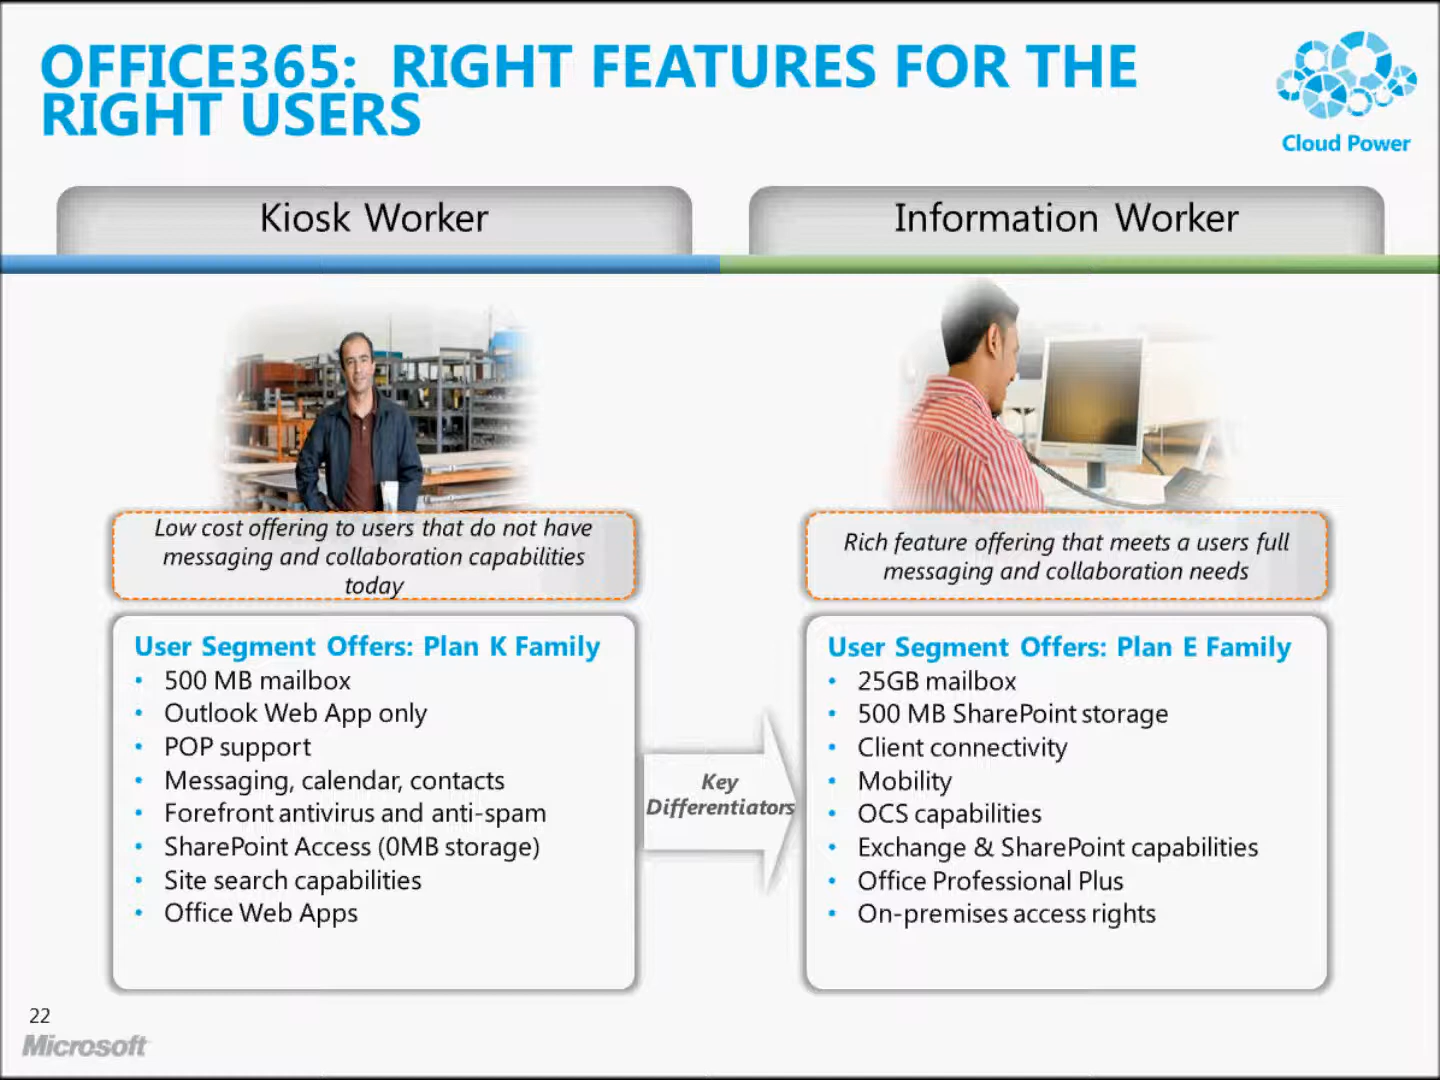 OFFICE365: RIGHT FEATURES FOR THE
RIGHT USERS
Cloud Power
Kiosk Worker
Information Worker
Low cost offering to users that do not have
messaging and collaboration capabilities
today
Rich feature offering that meets a users full
messaging and collaboration needs
User Segment Offers: Plan K Family
• 500 MB mailbox
• Outlook Web App only
• POP support
• Messaging, calendar, contacts
• Forefront antivirus and anti-spam
• SharePoint Access (0MB storage)
• Site search capabilities
• Office Web Apps
Key
Differentiators
User Segment Offers: Plan E Family
• 25GB mailbox
• 500 MB SharePoint storage
• Client connectivity
• Mobility
• OCS capabilities
• Exchange & SharePoint capabilities
• Office Professional Plus
• On-premises access rights
22
Microsoft